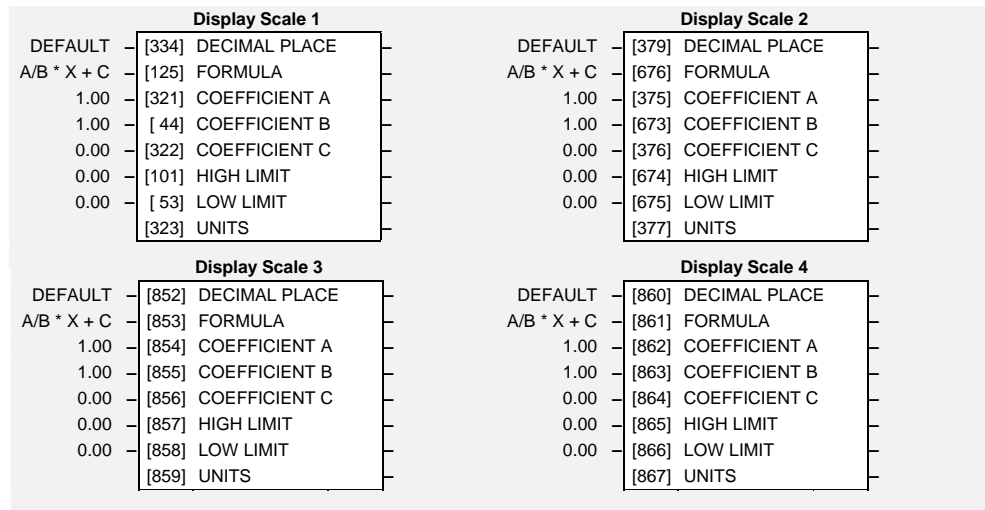 Display Scale 1
DEFAULT – [334] DECIMAL PLACE –
A/B * X + C – [125] FORMULA –
1.00 – [321] COEFFICIENT A –
1.00 – [ 44] COEFFICIENT B –
0.00 – [322] COEFFICIENT C –
0.00 – [101] HIGH LIMIT –
0.00 – [ 53] LOW LIMIT –
[323] UNITS –
Display Scale 2
DEFAULT – [379] DECIMAL PLACE –
A/B * X + C – [676] FORMULA –
1.00 – [375] COEFFICIENT A –
1.00 – [673] COEFFICIENT B –
0.00 – [376] COEFFICIENT C –
0.00 – [674] HIGH LIMIT –
0.00 – [675] LOW LIMIT –
[377] UNITS –
Display Scale 3
DEFAULT – [852] DECIMAL PLACE –
A/B * X + C – [853] FORMULA –
1.00 – [854] COEFFICIENT A –
1.00 – [855] COEFFICIENT B –
0.00 – [856] COEFFICIENT C –
0.00 – [857] HIGH LIMIT –
0.00 – [858] LOW LIMIT –
[859] UNITS –
Display Scale 4
DEFAULT – [860] DECIMAL PLACE –
A/B * X + C – [861] FORMULA –
1.00 – [862] COEFFICIENT A –
1.00 – [863] COEFFICIENT B –
0.00 – [864] COEFFICIENT C –
0.00 – [865] HIGH LIMIT –
0.00 – [866] LOW LIMIT –
[867] UNITS –